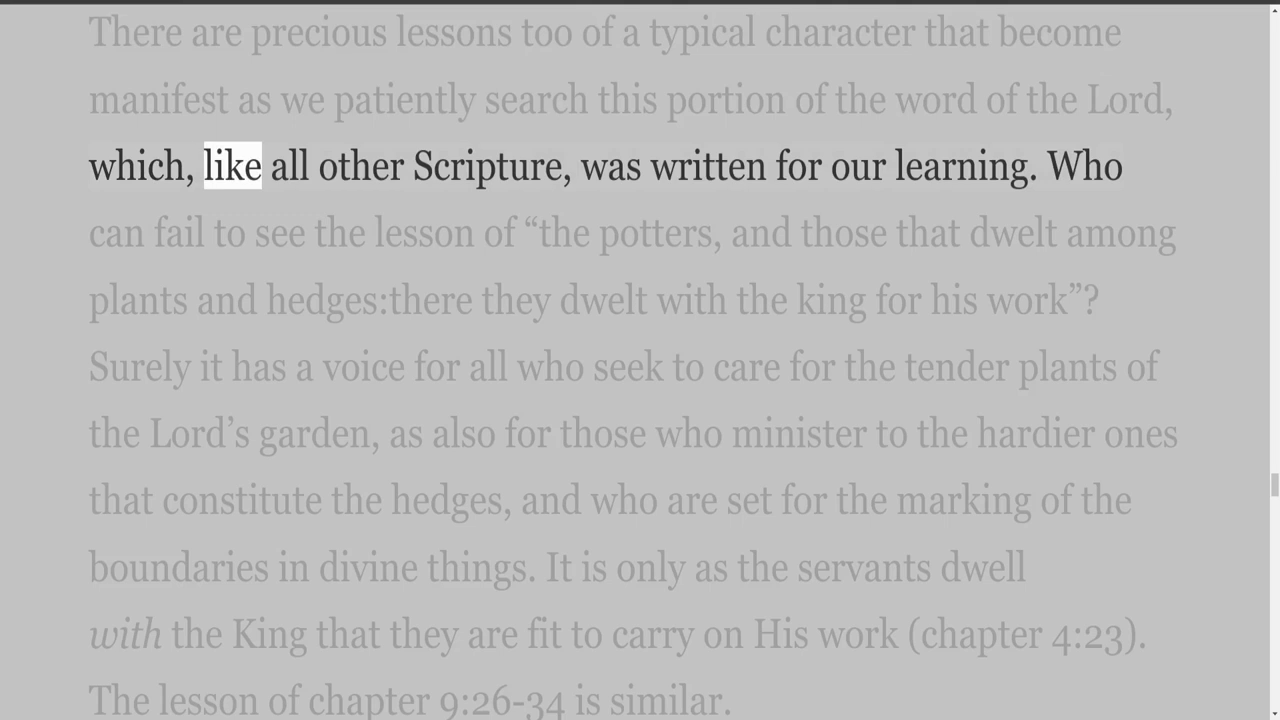 There are precious lessons too of a typical character that become
manifest as we patiently search this portion of the word of the Lord,
which, like all other Scripture, was written for our learning. Who
can fail to see the lesson of “the potters, and those that dwelt among
plants and hedges:there they dwelt with the king for his work”?
Surely it has a voice for all who seek to care for the tender plants of
the Lord’s garden, as also for those who minister to the hardier ones
that constitute the hedges, and who are set for the marking of the
boundaries in divine things. It is only as the servants dwell
with the King that they are fit to carry on His work (chapter 4:23).
The lesson of chapter 9:26-34 is similar.